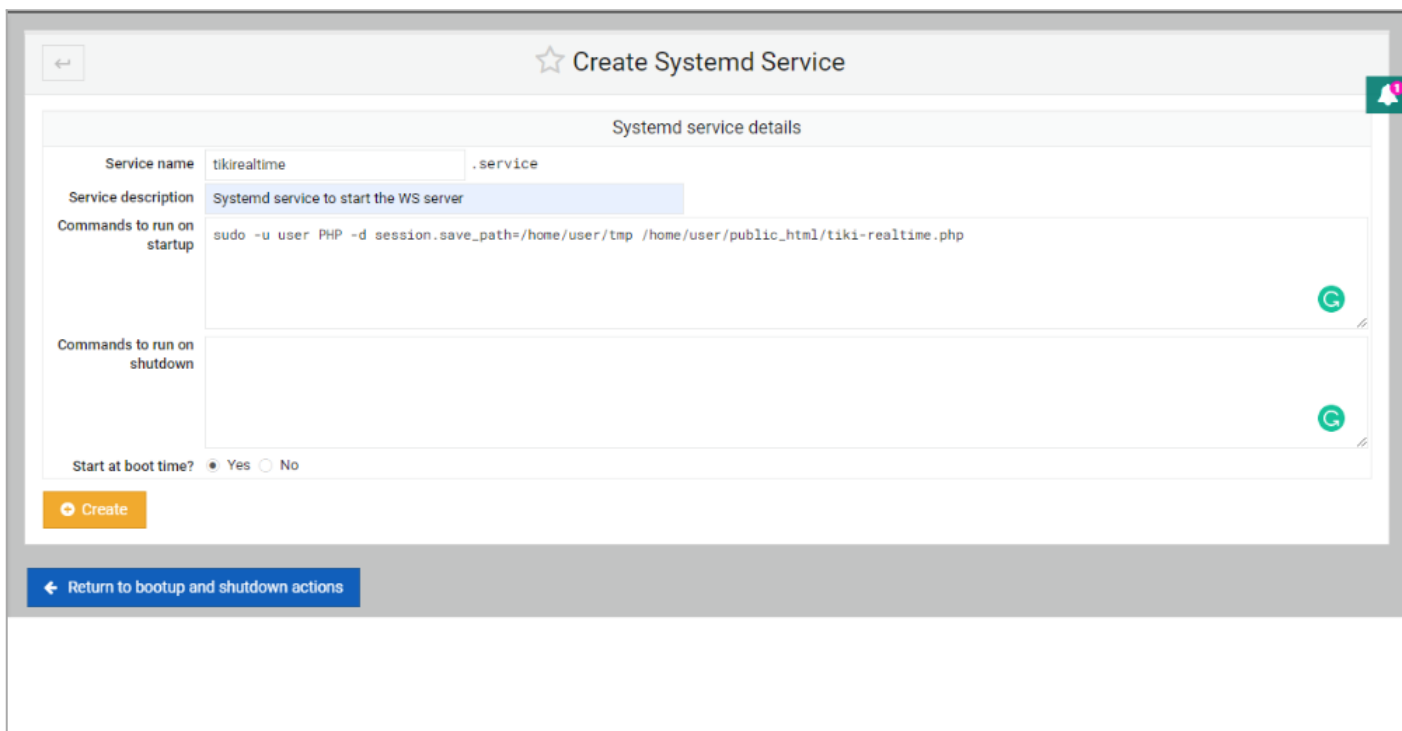 Create Systemd Service
1
Systemd service details
Service name tikirealtime .service
Service description Systemd service to start the WS server
Commands to run on
startup
sudo -u user PHP -d session.save_path=/home/user/tmp /home/user/public_html/tiki-realtime.php
Commands to run on
shutdown
Start at boot time? Yes No
Create
Return to bootup and shutdown actions